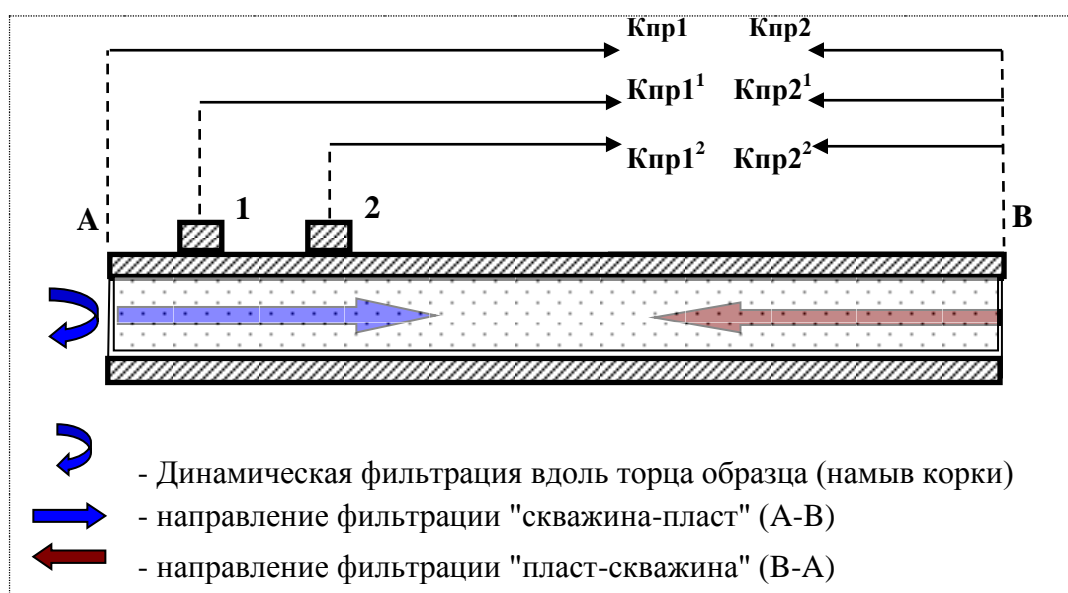 Кпр1 Кпр2
Кпр1¹ Кпр2¹
Кпр1² Кпр2²
А 1 2 В
- Динамическая фильтрация вдоль торца образца (намыв корки)
- направление фильтрации "скважина-пласт" (А-В)
- направление фильтрации "пласт-скважина" (В-А)